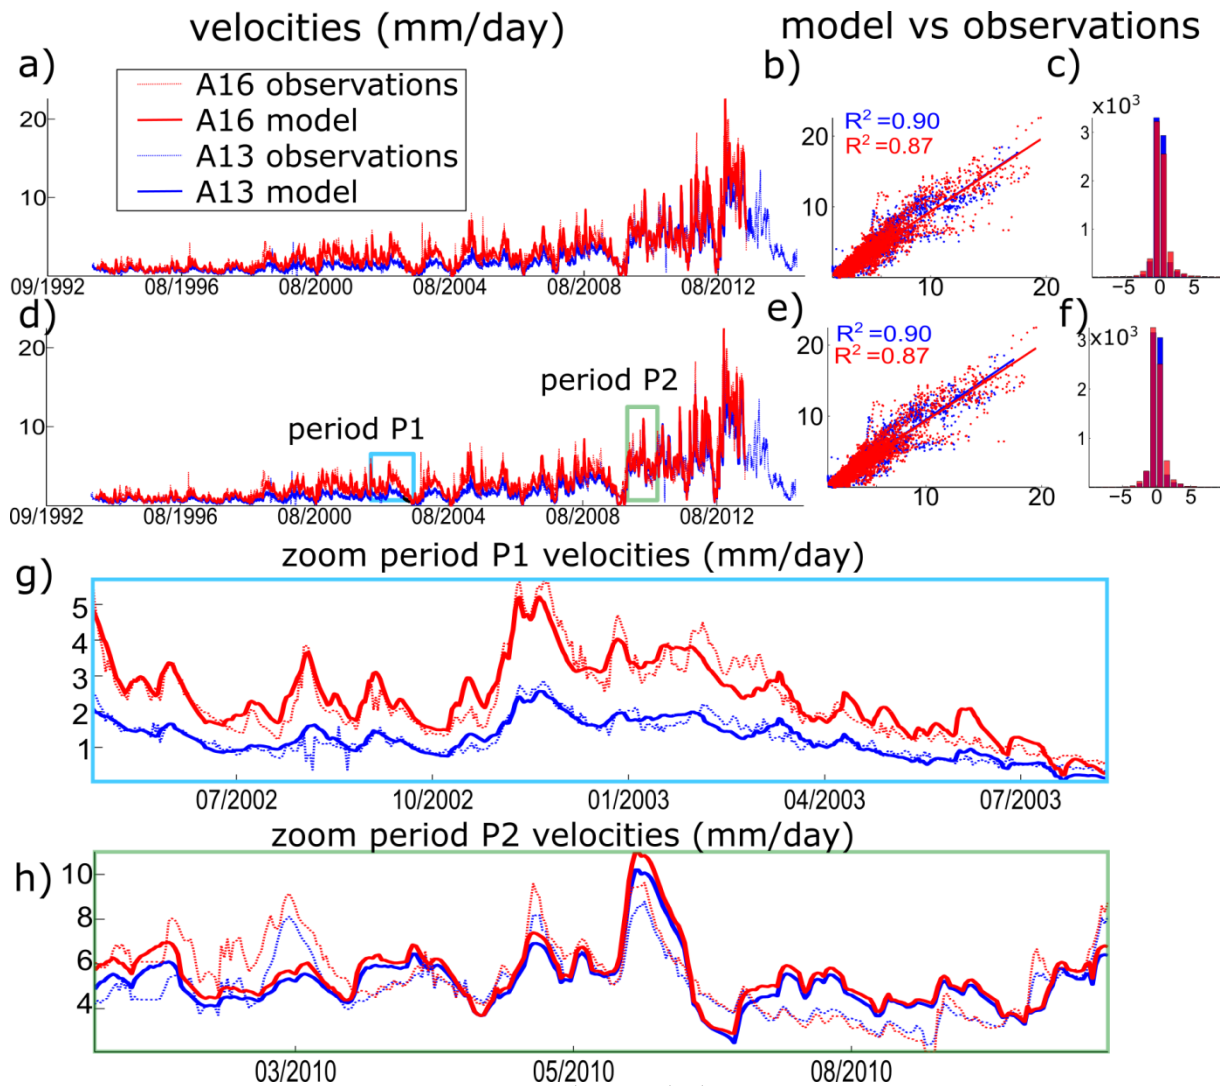 velocities (mm/day)
model vs observations
a)
A16 observations
A16 model
A13 observations
A13 model
20
10
09/1992
08/1996
08/2000
08/2004
08/2008
08/2012
b)
R² =0.90
R² =0.87
20
10
10
20
c)
x10³
3
2
1
−5
0
5
d)
period P1
period P2
20
10
09/1992
08/1996
08/2000
08/2004
08/2008
08/2012
e)
R² =0.90
R² =0.87
20
10
10
20
f)
x10³
3
2
1
−5
0
5
zoom period P1 velocities (mm/day)
g)
5
4
3
2
1
07/2002
10/2002
01/2003
04/2003
07/2003
zoom period P2 velocities (mm/day)
h)
10
8
6
4
03/2010
05/2010
08/2010